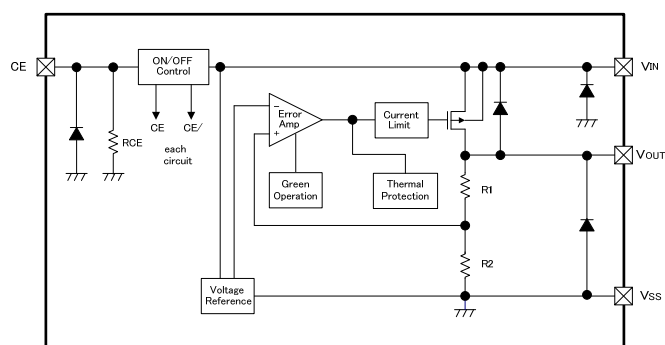 CE
ON/OFF
Control
VIN
CE
CE/
each
circuit
RCE
−
Error
Amp
+
Current
Limit
Green
Operation
Thermal
Protection
VOUT
R1
R2
Voltage
Reference
VSS